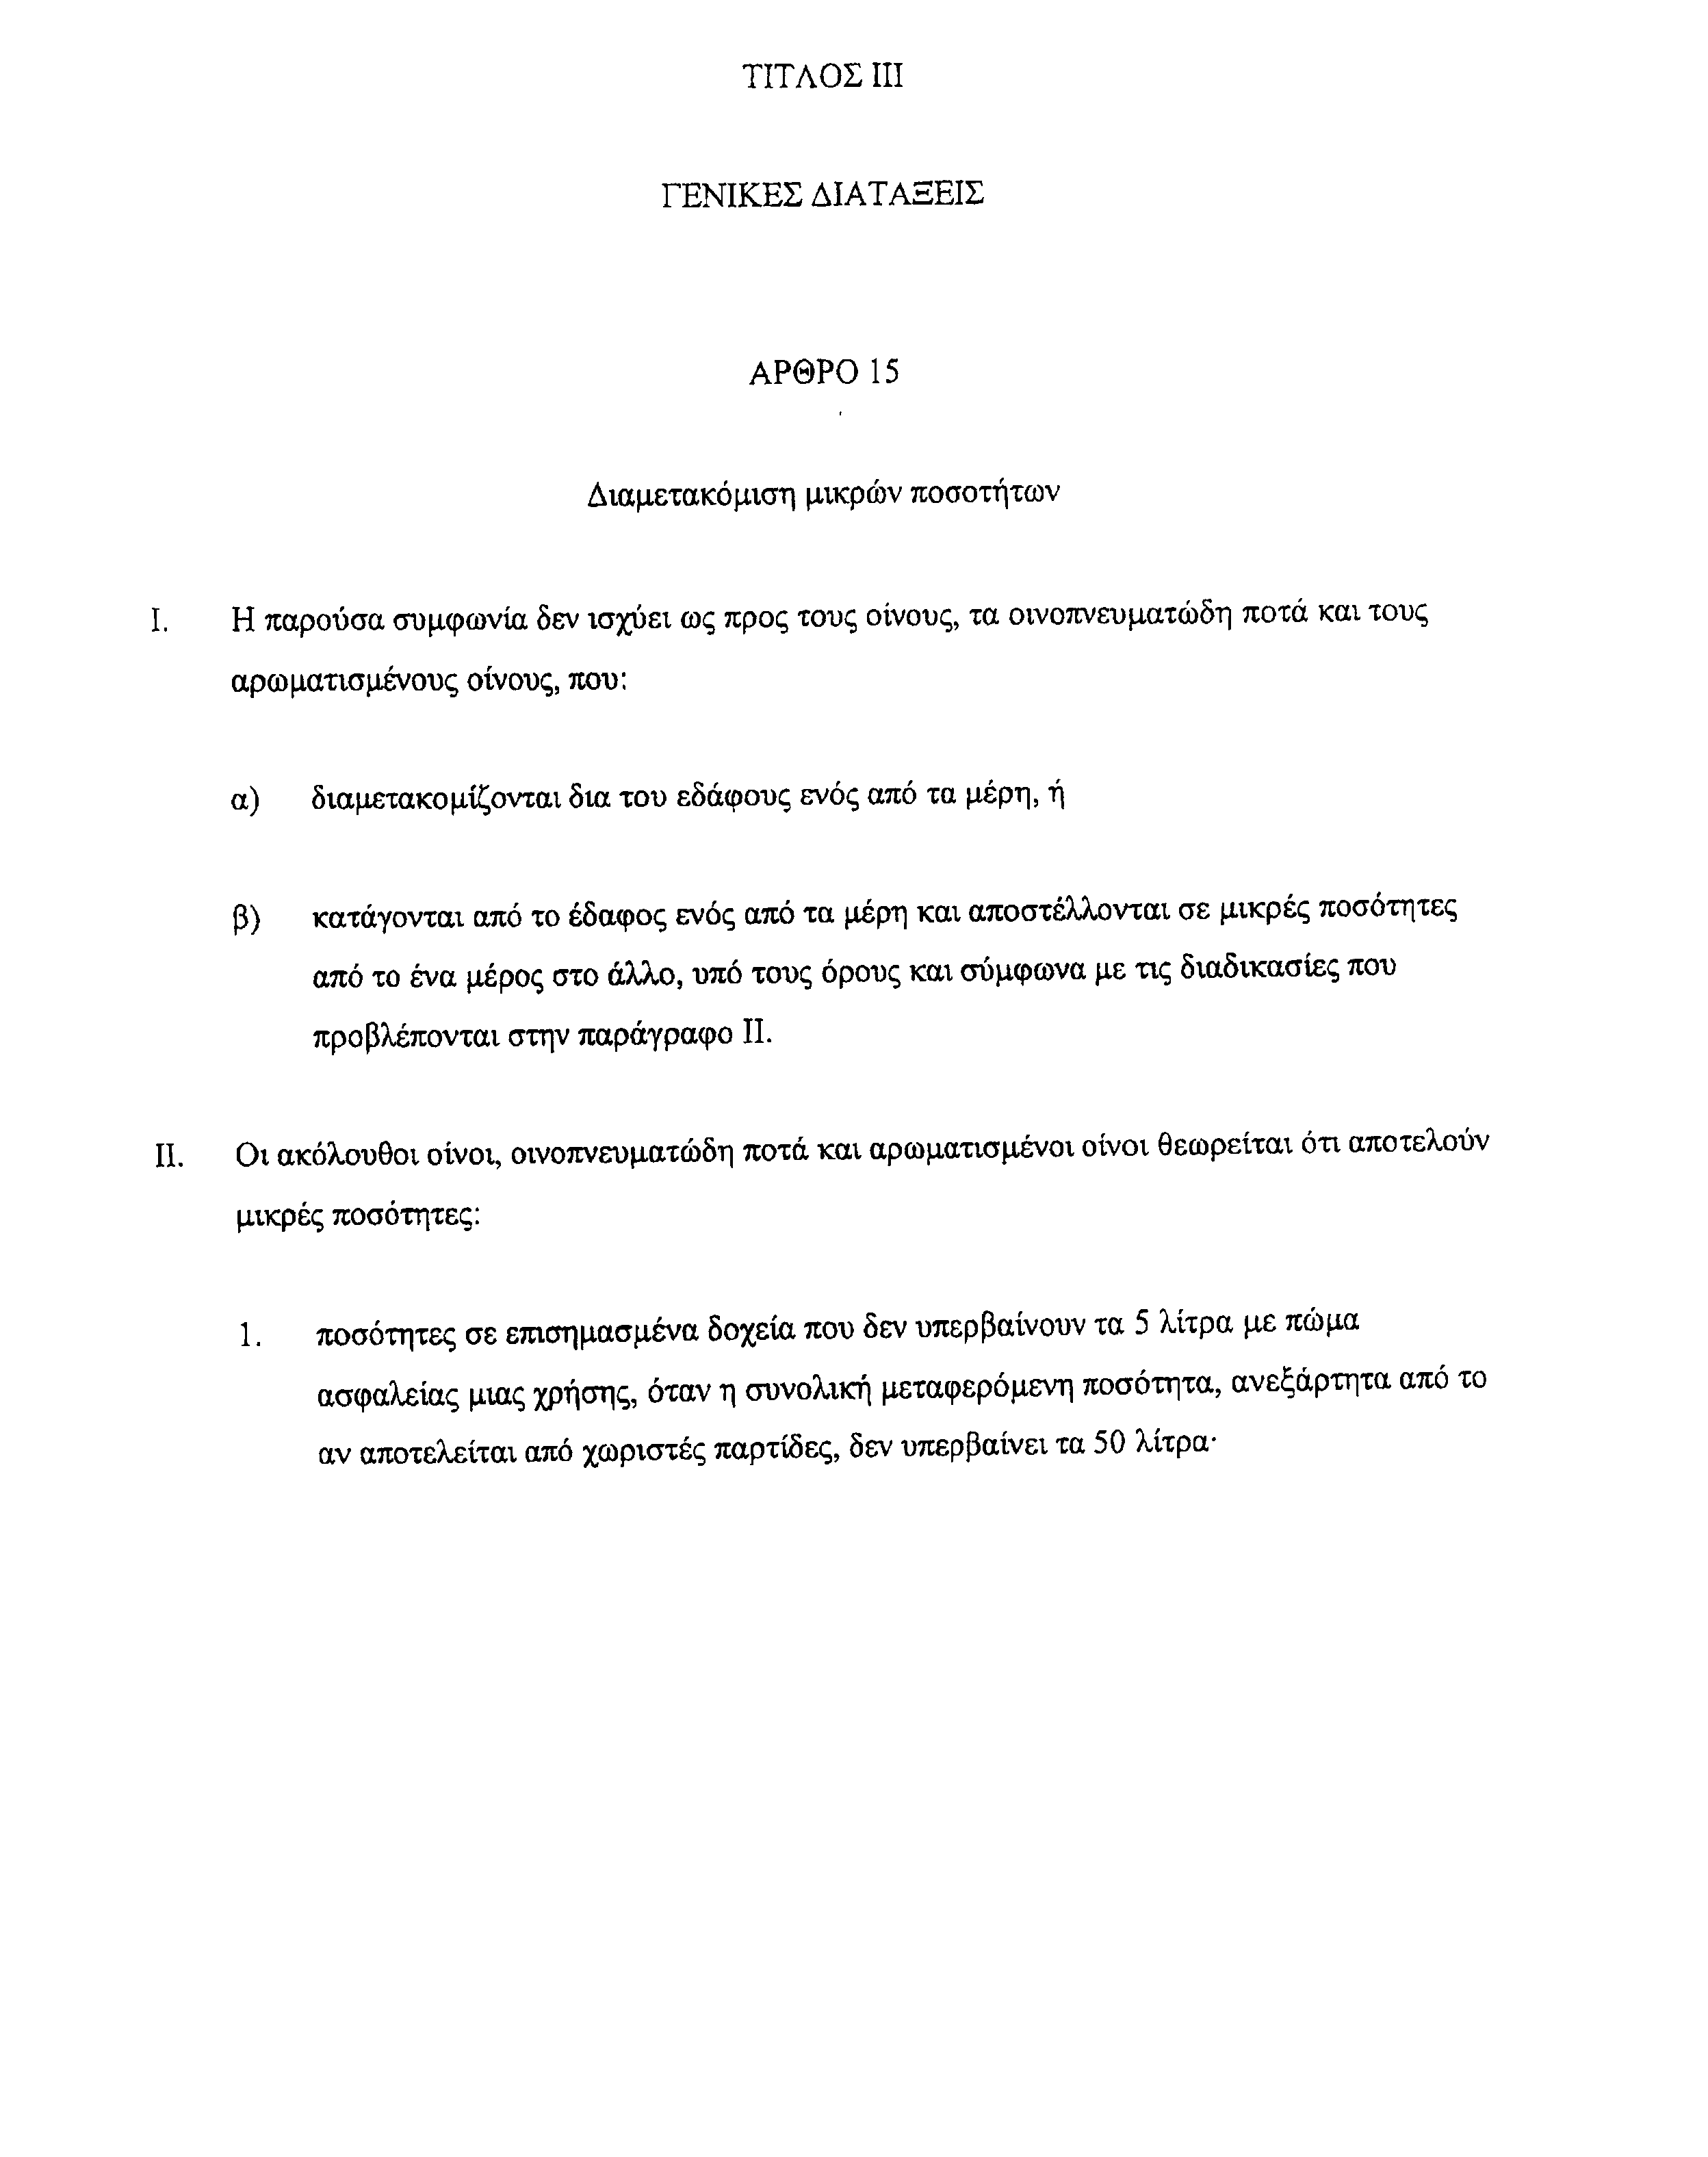 ΤΙΤΛΟΣ ΙΙΙ
ΓΕΝΙΚΕΣ ΔΙΑΤΑΞΕΙΣ
ΑΡΘΡΟ 15
Διαμετακόμιση μικρών ποσοτήτων
Ι. Η παρούσα συμφωνία δεν ισχύει ως προς τους οίνους, τα οινοπνευματώδη ποτά και τους
αρωματισμένους οίνους, που:
α) διαμετακομίζονται δια του εδάφους ενός από τα μέρη, ή
β) κατάγονται από το έδαφος ενός από τα μέρη και αποστέλλονται σε μικρές ποσότητες
από το ένα μέρος στο άλλο, υπό τους όρους και σύμφωνα με τις διαδικασίες που
προβλέπονται στην παράγραφο ΙΙ.
ΙΙ. Οι ακόλουθοι οίνοι, οινοπνευματώδη ποτά και αρωματισμένοι οίνοι θεωρείται ότι αποτελούν
μικρές ποσότητες:
1. ποσότητες σε επισημασμένα δοχεία που δεν υπερβαίνουν τα 5 λίτρα με πώμα
ασφαλείας μιας χρήσης, όταν η συνολική μεταφερόμενη ποσότητα, ανεξάρτητα από το
αν αποτελείται από χωριστές παρτίδες, δεν υπερβαίνει τα 50 λίτρα·